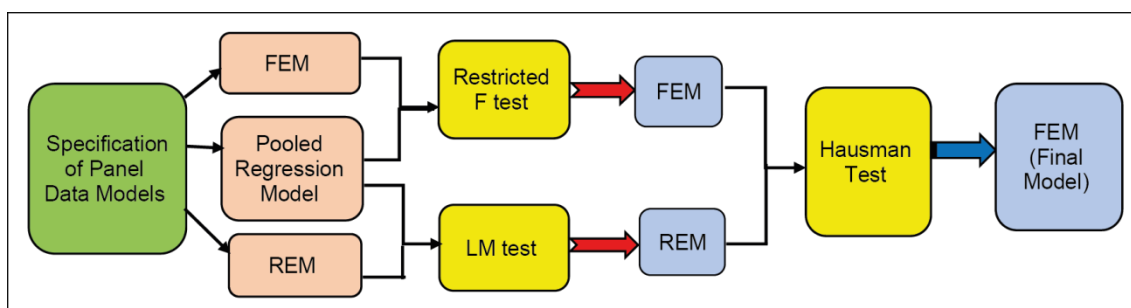 Specification
of Panel
Data Models
FEM
Pooled
Regression
Model
REM
Restricted
F test
LM test
FEM
REM
Hausman
Test
FEM
(Final
Model)